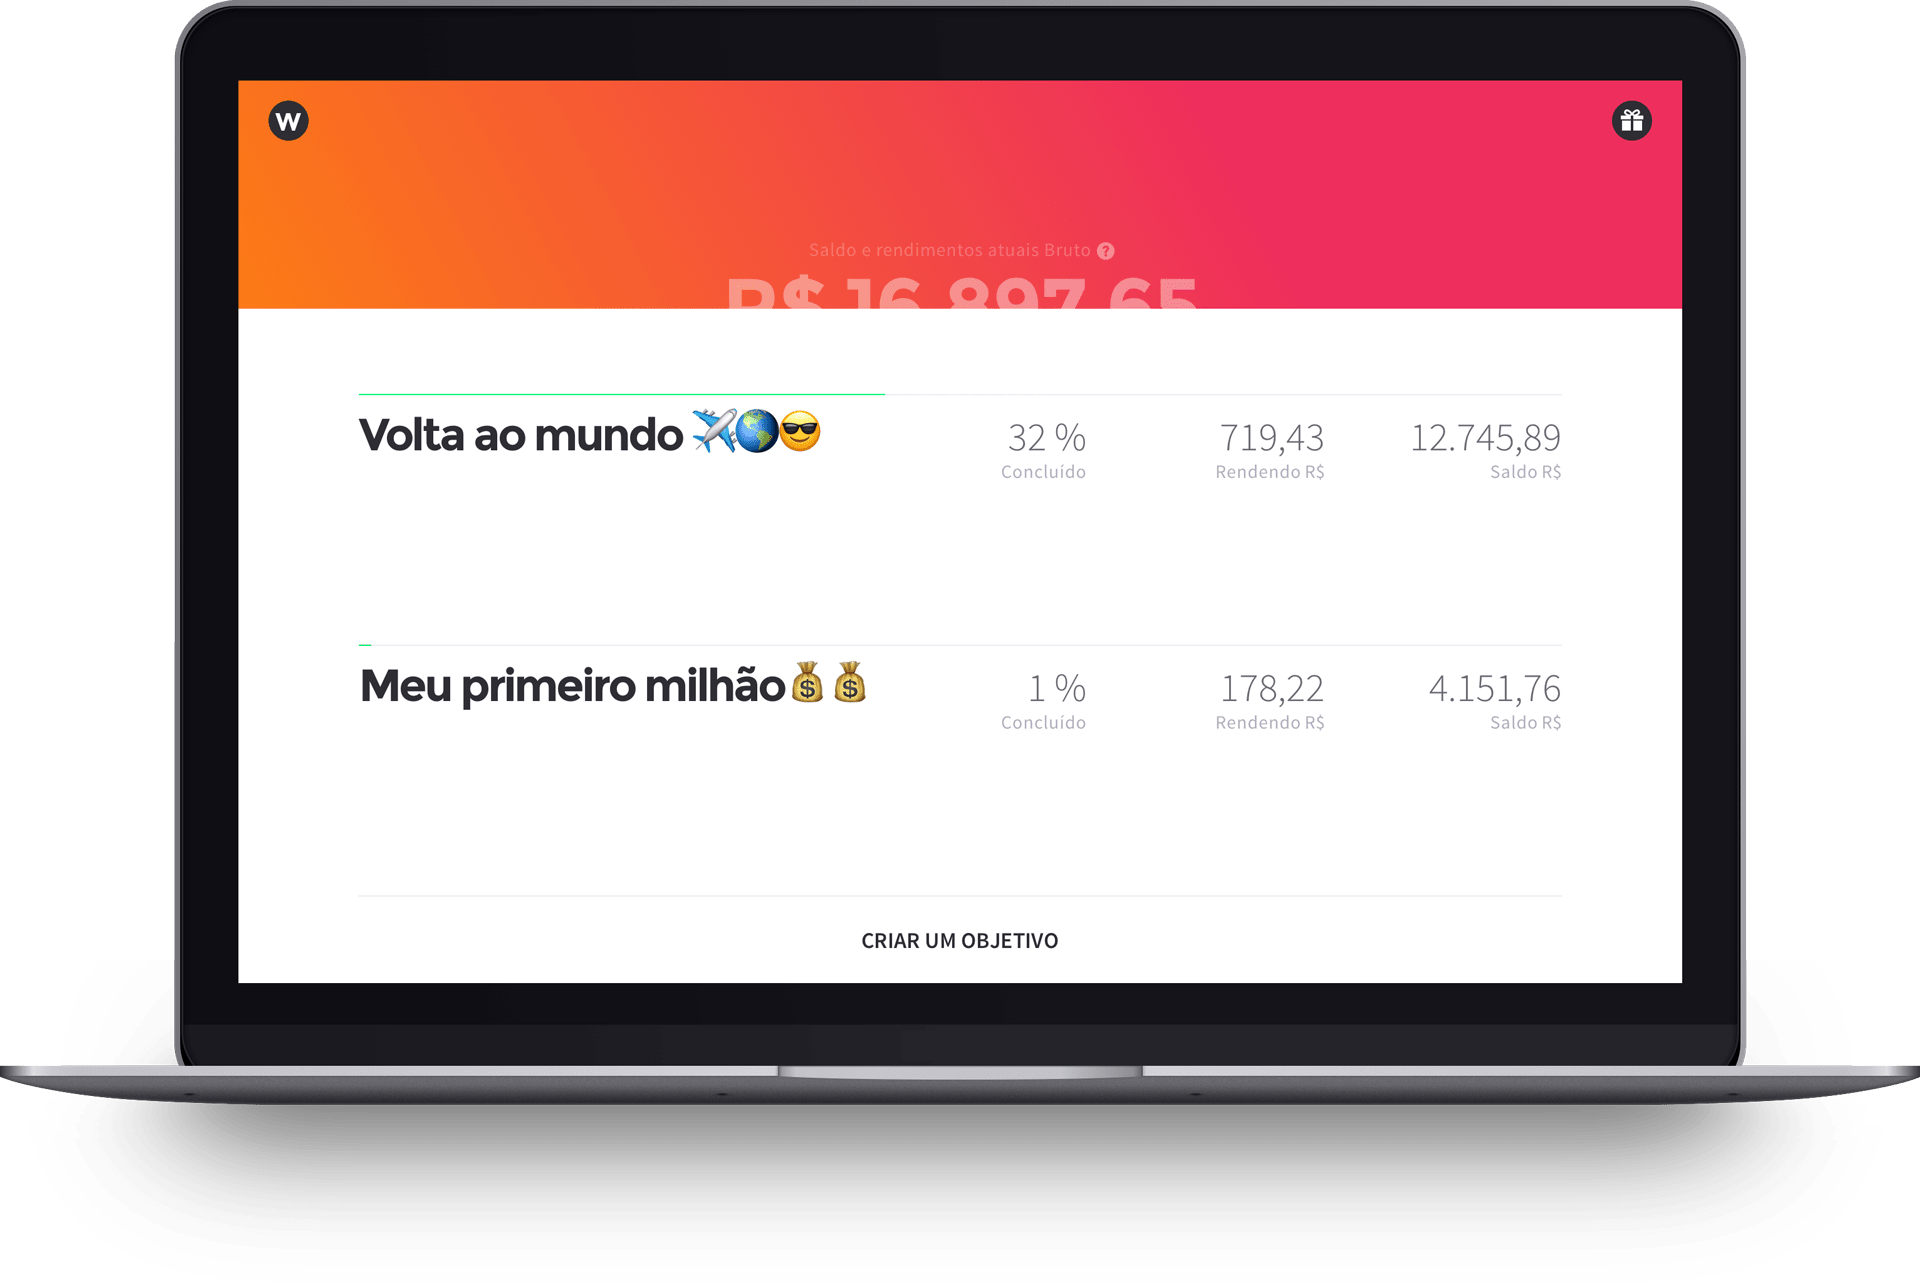 W
Saldo e rendimentos atuais Bruto ?
R$ 16.897,65
Volta ao mundo ✈️🌎😎
32 %
Concluído
719,43
Rendendo R$
12.745,89
Saldo R$
Meu primeiro milhão💰💰
1 %
Concluído
178,22
Rendendo R$
4.151,76
Saldo R$
CRIAR UM OBJETIVO